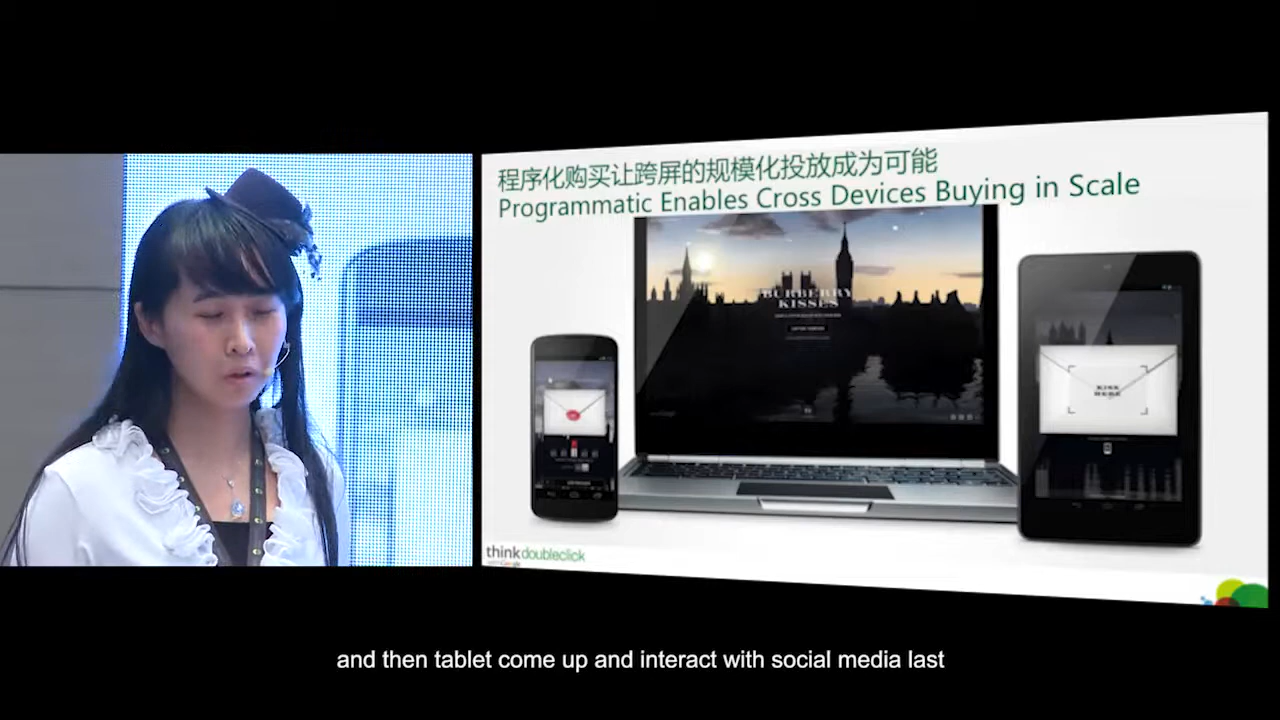 程序化购买让跨屏的规模化投放成为可能
Programmatic Enables Cross Devices Buying in Scale
BURBERRY
KISSES
KISS
HERE
thinkdoubleclick
and then tablet come up and interact with social media last